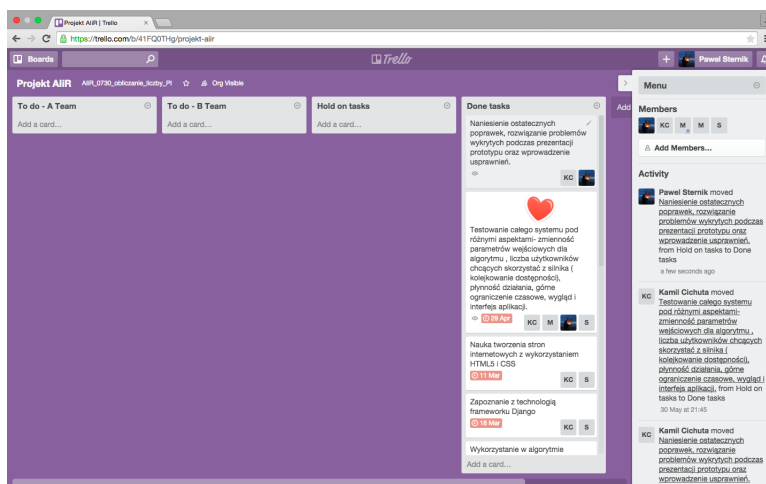 Projekt AliR | Trello
https://trello.com/b/41FQ0THg/projekt-alir
Boards
Trello
Pawel Sternik
Projekt AliR
AliR_0730_obliczanie_liczby_PI
Org Visible
To do - A Team
Add a card...
To do - B Team
Add a card...
Hold on tasks
Add a card...
Done tasks
Naniesienie ostatecznych
poprawek, rozwiązanie problemów
wykrytych podczas prezentacji
prototypu oraz wprowadzenie
usprawnień.
KC
Testowanie całego systemu pod
różnymi aspektami- zmienność
parametrów wejściowych dla
algorytmu , liczba użytkowników
chcących skorzystać z silnika (
kolejkowanie dostępności),
płynność działania, górne
ograniczenie czasowe, wygląd i
interfejs aplikacji.
29 Apr
KC M S
Nauka tworzenia stron
internetowych z wykorzystaniem
HTML5 i CSS
11 Mar
KC S
Zapoznanie z technologią
frameworku Django
18 Mar
KC S
Wykorzystanie w algorytmie
Add a card...
Add
Menu
Members
KC M M S
Add Members...
Activity
Pawel Sternik moved
Naniesienie ostatecznych
poprawek, rozwiązanie
problemów wykrytych podczas
prezentacji prototypu oraz
wprowadzenie usprawnień.
from Hold on tasks to Done
tasks
a few seconds ago
KC
Kamil Cichuta moved
Testowanie całego systemu
pod różnymi aspektami-
zmienność parametrów
wejściowych dla algorytmu ,
liczba użytkowników chcących
skorzystać z silnika (
kolejkowanie dostępności),
płynność działania, górne
ograniczenie czasowe, wygląd i
interfejs aplikacji. from Hold on
tasks to Done tasks
30 May at 21:45
KC
Kamil Cichuta moved
Naniesienie ostatecznych
poprawek, rozwiązanie
problemów wykrytych podczas
prezentacji prototypu oraz
wprowadzenie usprawnień.